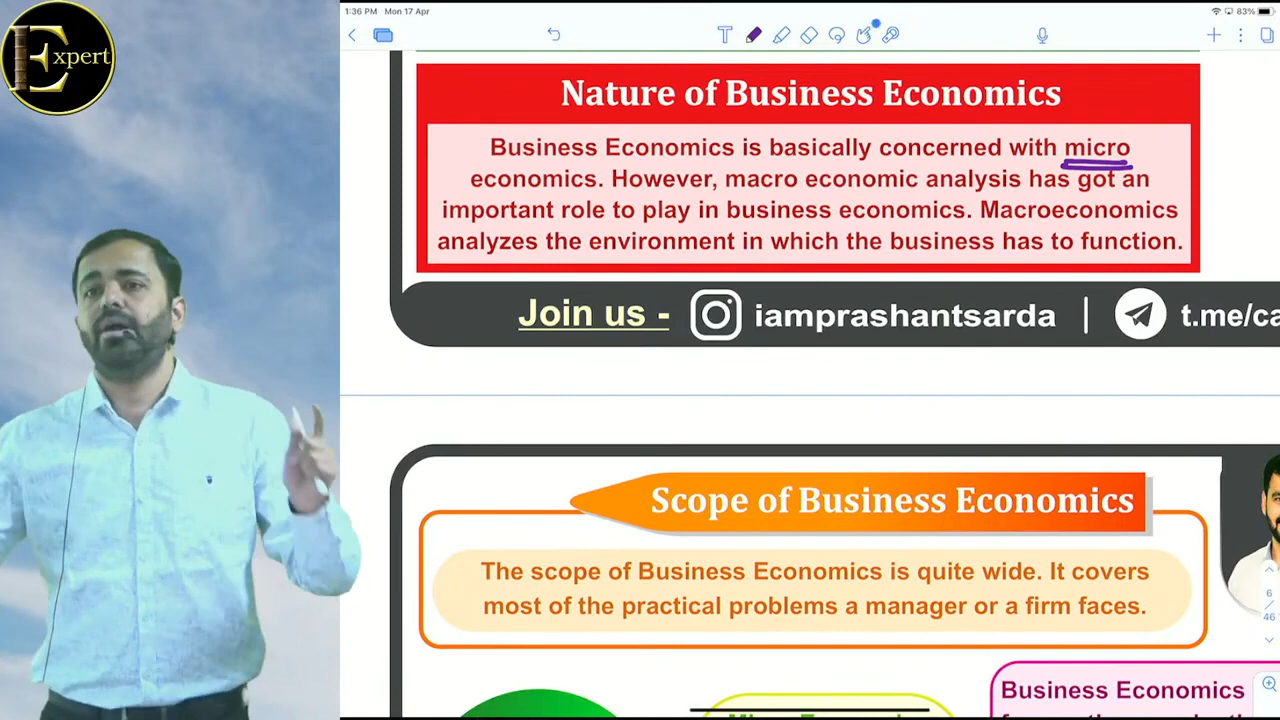 1:36 PM Mon 17 Apr
83%
Expert
Nature of Business Economics
Business Economics is basically concerned with micro
economics. However, macro economic analysis has got an
important role to play in business economics. Macroeconomics
analyzes the environment in which the business has to function.
Join us - iamprashantsarda | t.me/ca
Scope of Business Economics
The scope of Business Economics is quite wide. It covers
most of the practical problems a manager or a firm faces.
6
/
46
Business Economics